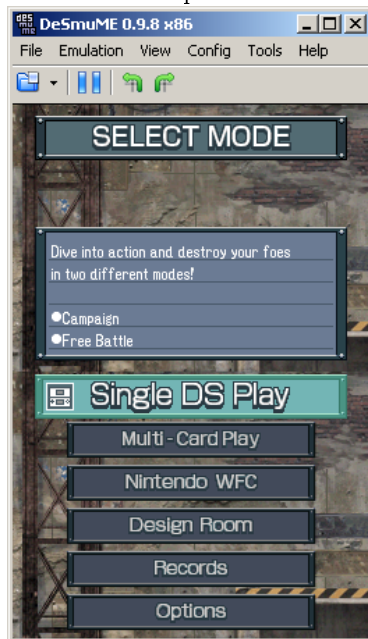 DeSmuME 0.9.8 x86
File Emulation View Config Tools Help
SELECT MODE
Dive into action and destroy your foes
in two different modes!
●Campaign
●Free Battle
Single DS Play
Multi-Card Play
Nintendo WFC
Design Room
Records
Options